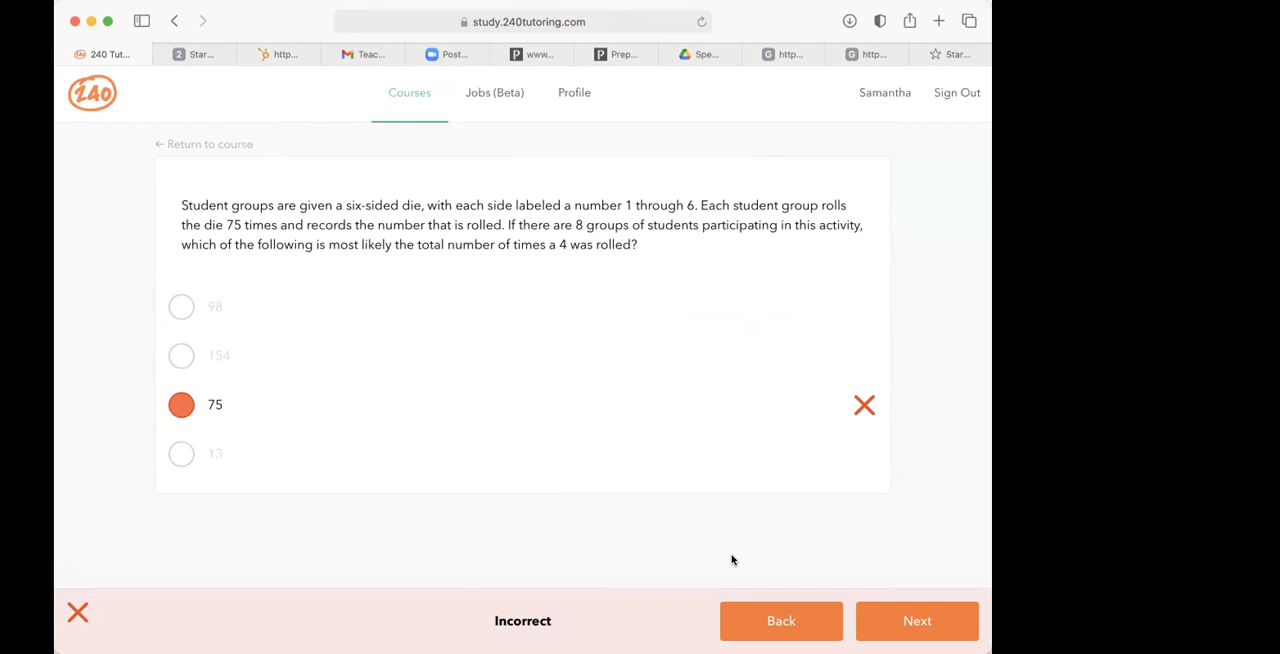 study.240tutoring.com
240 Tut...
2 Star...
http...
Teac...
Post...
P www...
P Prep...
Spe...
G http...
G http...
Star...
240
Courses
Jobs (Beta)
Profile
Samantha
Sign Out
← Return to course
Student groups are given a six-sided die, with each side labeled a number 1 through 6. Each student group rolls
the die 75 times and records the number that is rolled. If there are 8 groups of students participating in this activity,
which of the following is most likely the total number of times a 4 was rolled?
98
154
75
13
Incorrect
Back
Next